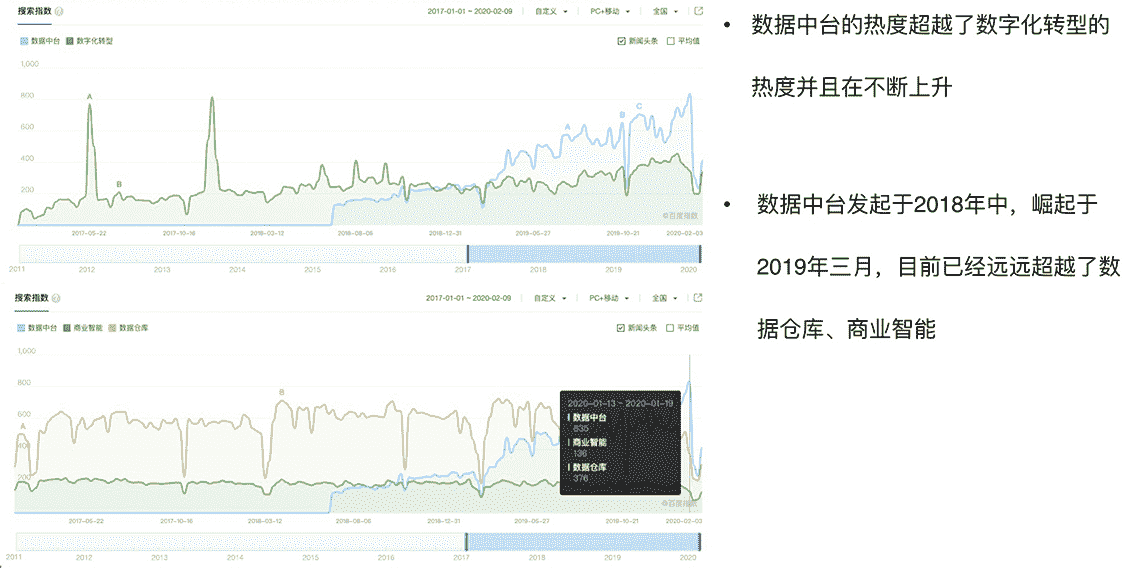 搜索指数
2017-01-01 ~ 2020-02-09 自定义 PC+移动 全国
数据中台 数字化转型
新闻头条 平均值
1,000
800
600
400
200
A
B
A
B
C
©百度指数
2017-05-22 2017-10-16 2018-03-12 2018-08-06 2018-12-31 2019-05-27 2019-10-21 2020-02-03
2011 2012 2013 2014 2015 2016 2017 2018 2019 2020
搜索指数
2017-01-01 ~ 2020-02-09 自定义 PC+移动 全国
数据中台 商业智能 数据仓库
新闻头条 平均值
1,000
800
600
400
200
A
B
2020-01-13 ~ 2020-01-19
数据中台
835
商业智能
136
数据仓库
376
©百度指数
2017-05-22 2017-10-16 2018-03-12 2018-08-06 2018-12-31 2019-05-27 2019-10-21 2020-02-03
2011 2012 2013 2014 2015 2016 2017 2018 2019 2020
• 数据中台的热度超越了数字化转型的
热度并且在不断上升
• 数据中台发起于2018年中，崛起于
2019年三月，目前已经远远超越了数
据仓库、商业智能